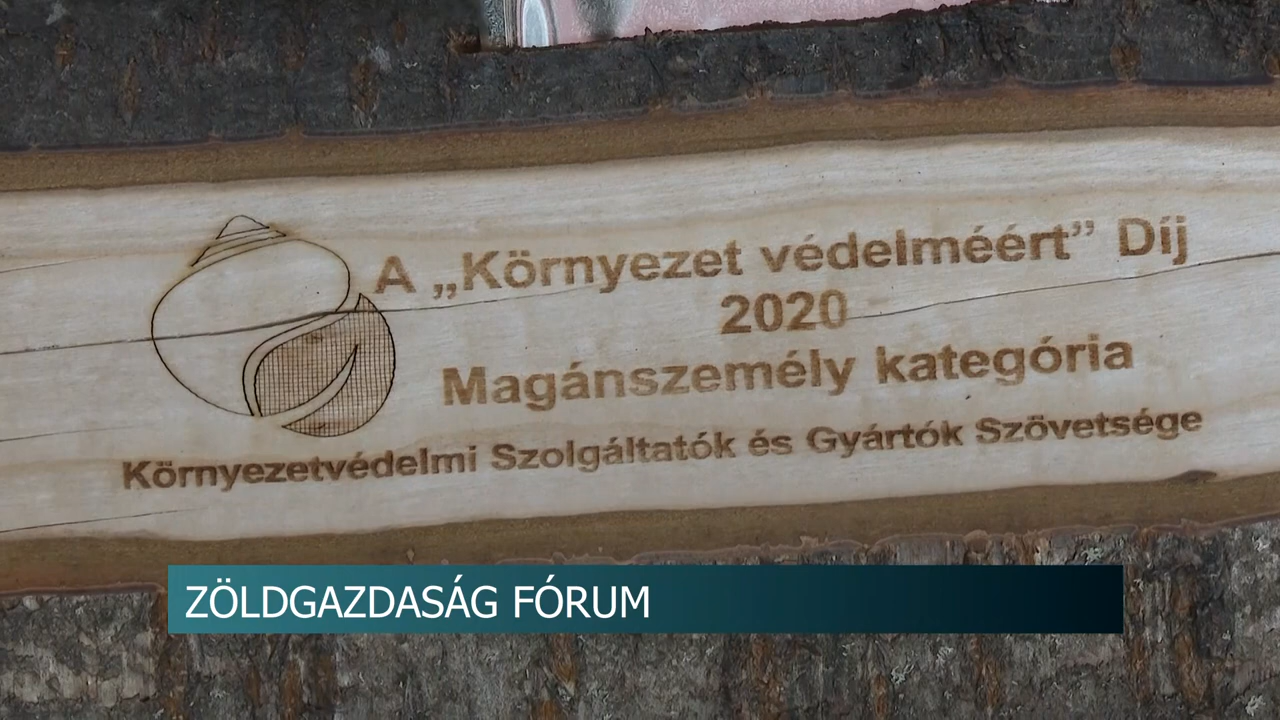 A „Környezet védelméért” Díj
2020
Magánszemély kategória
Környezetvédelmi Szolgáltatók és Gyártók Szövetsége
ZÖLDGAZDASÁG FÓRUM